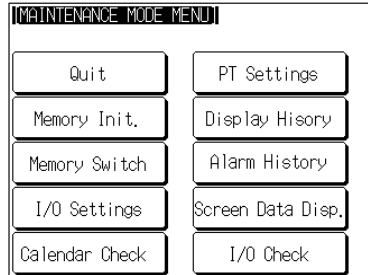 [MAINTENANCE MODE MENU]
Quit
PT Settings
Memory Init.
Display Hisory
Memory Switch
Alarm History
I/O Settings
Screen Data Disp.
Calendar Check
I/O Check